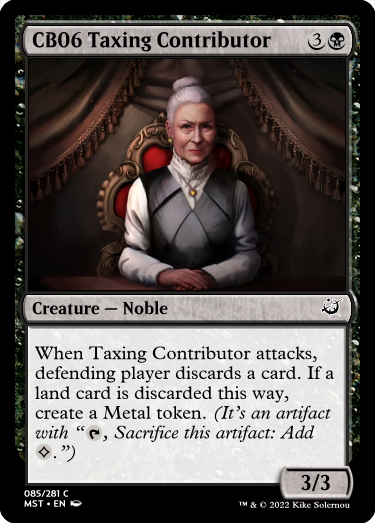 CB06 Taxing Contributor 3
Creature — Noble
When Taxing Contributor attacks,
defending player discards a card. If a
land card is discarded this way,
create a Metal token. (It's an artifact
with “, Sacrifice this artifact: Add
.”)
3/3
085/281 C
MST • EN
™ & © 2022 Kike Solernou